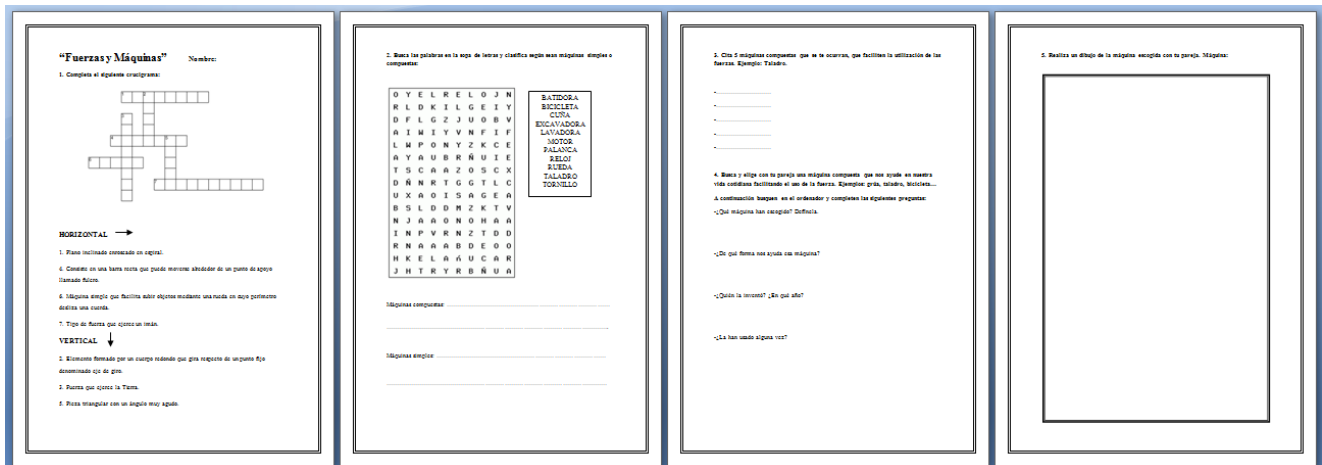 “Fuerzas y Máquinas” Nombre:
1. Completa el siguiente crucigrama:
HORIZONTAL
1. Plano inclinado enroscado en espiral.
4. Consiste en una barra recta que puede moverse alrededor de un punto de apoyo
llamado fulcro.
6. Máquina simple que facilita subir objetos mediante una rueda en cuyo perímetro
desliza una cuerda.
7. Tipo de fuerza que ejerce un imán.
VERTICAL
2. Elemento formado por un cuerpo redondo que gira respecto de un punto fijo
denominado eje de giro.
3. Fuerza que ejerce la Tierra.
5. Pieza triangular con un ángulo muy agudo.
2. Busca las palabras en la sopa de letras y clasifica según sean máquinas simples o
compuestas:
O Y E L R E L O J N
R L D K I L G E I Y
D F L G Z J U O B V
A I W I Y V N F I F
L W P O N Y Z K C E
A Y A U B R Ñ U I E
T S C A A Z O S C X
D Ñ N R T G G T L C
U X A O I S A G E A
B S L D D M Z K T V
N J A A O N O H A A
I N P V R N Z T D D
R N A A A B D E O O
H K E L A ñ U C A R
J H T R Y R B Ñ U A
BATIDORA
BICICLETA
CUÑA
EXCAVADORA
LAVADORA
MOTOR
PALANCA
RELOJ
RUEDA
TALADRO
TORNILLO
Máquinas compuestas:
Máquinas simples:
3. Cita 5 máquinas compuestas que se te ocurran, que faciliten la utilización de las
fuerzas. Ejemplo: Taladro.
-
-
-
-
-
4. Busca y elige con tu pareja una máquina compuesta que nos ayude en nuestra
vida cotidiana facilitando el uso de la fuerza. Ejemplos: grúa, taladro, bicicleta...
A continuación busquen en el ordenador y completen las siguientes preguntas:
-¿Qué máquina han escogido? Defínela.
-¿De qué forma nos ayuda esa máquina?
-¿Quién la inventó? ¿En qué año?
-¿La han usado alguna vez?
5. Realiza un dibujo de la máquina escogida con tu pareja. Máquina: